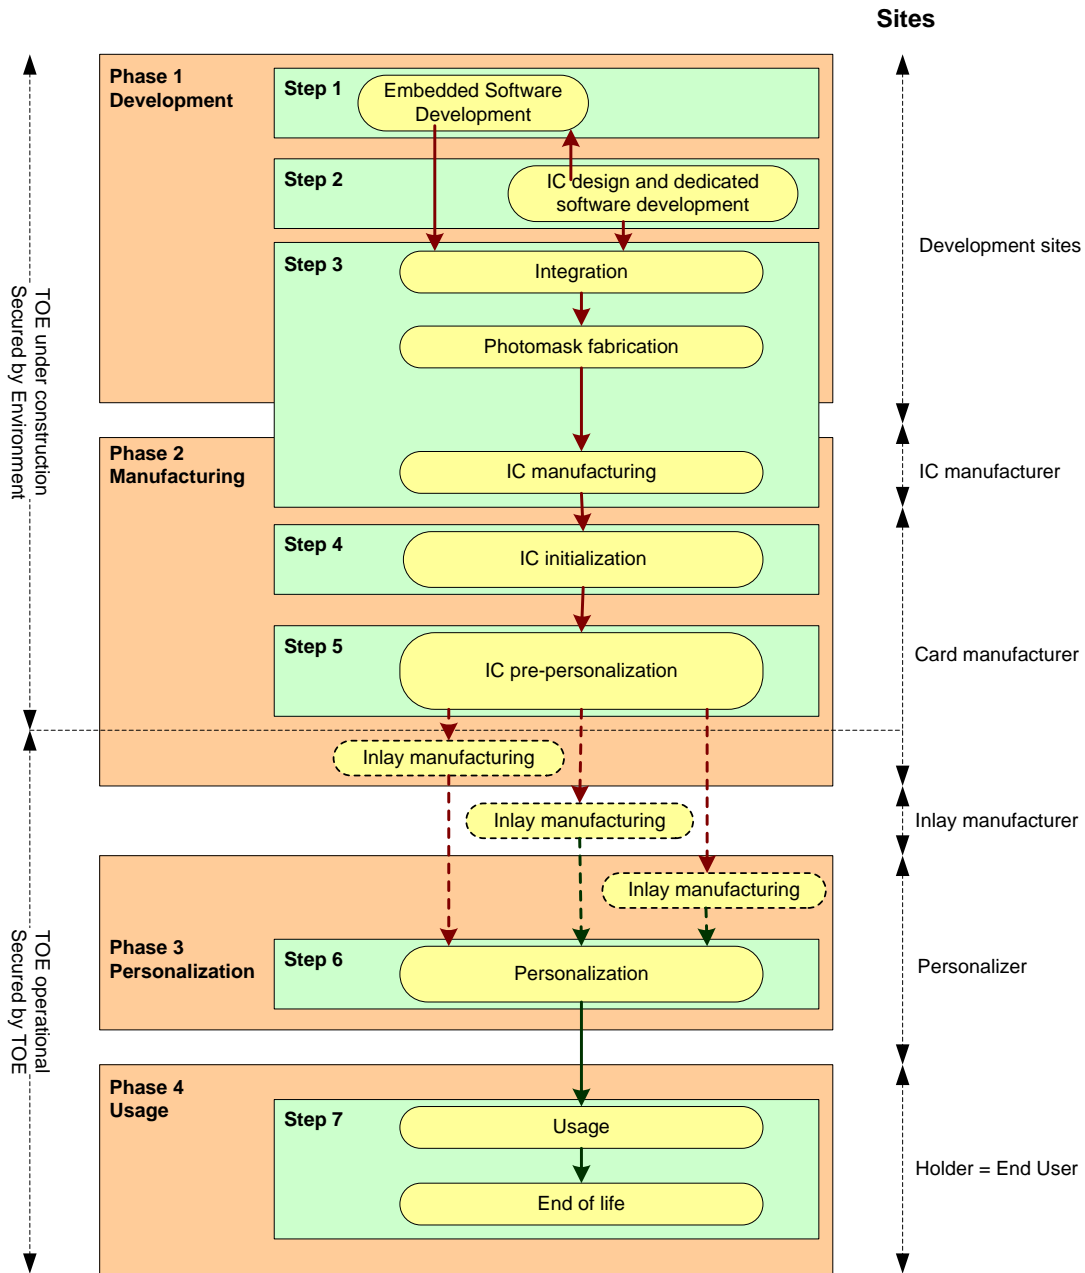 Sites
Phase 1
Development
Step 1
Embedded Software
Development
Step 2
IC design and dedicated
software development
Step 3
Integration
Development sites
Photomask fabrication
TOE under construction
Secured by Environment
Phase 2
Manufacturing
IC manufacturing
IC manufacturer
Step 4
IC initialization
Step 5
IC pre-personalization
Card manufacturer
Inlay manufacturing
Inlay manufacturing
Inlay manufacturer
Inlay manufacturing
TOE operational
Secured by TOE
Phase 3
Personalization
Step 6
Personalization
Personalizer
Phase 4
Usage
Step 7
Usage
Holder = End User
End of life